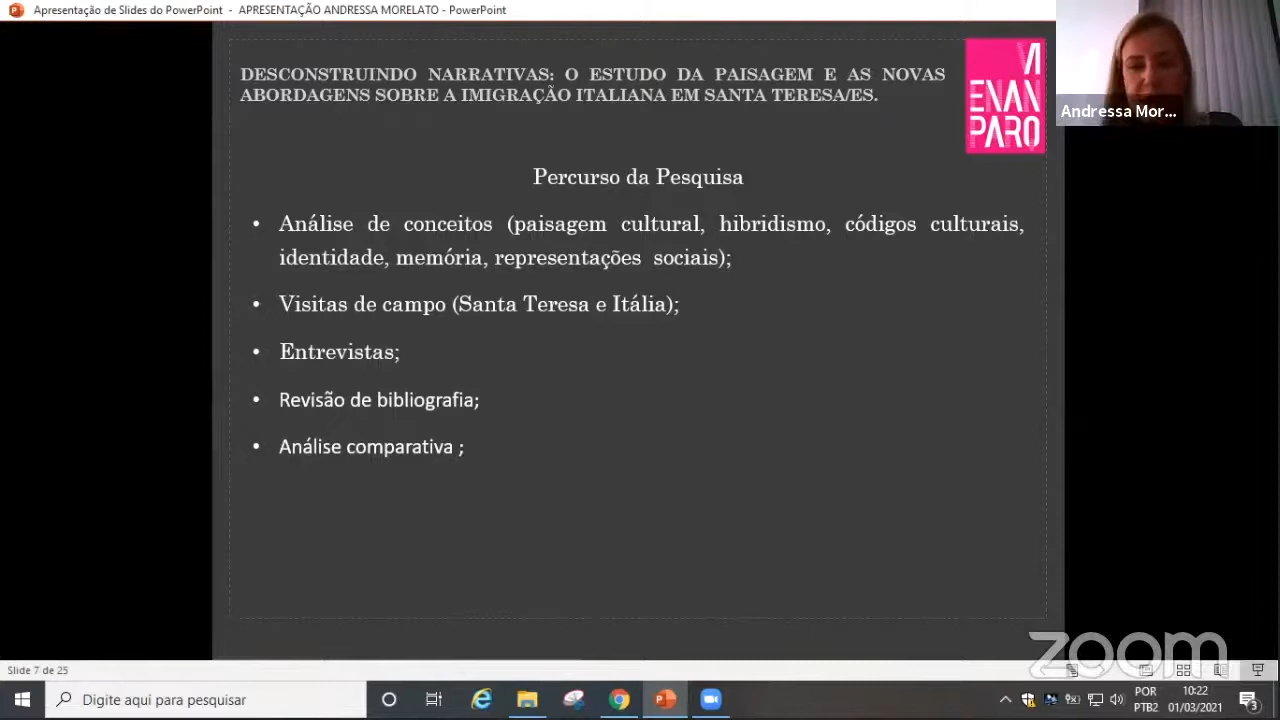 Apresentação de Slides do PowerPoint - APRESENTAÇÃO ANDRESSA MORELATO - PowerPoint
DESCONSTRUINDO NARRATIVAS: O ESTUDO DA PAISAGEM E AS NOVAS
ABORDAGENS SOBRE A IMIGRAÇÃO ITALIANA EM SANTA TERESA/ES.
VI
ENAN
PARQ
Andressa Mor...
Percurso da Pesquisa
• Análise de conceitos (paisagem cultural, hibridismo, códigos culturais,
identidade, memória, representações sociais);
• Visitas de campo (Santa Teresa e Itália);
• Entrevistas;
• Revisão de bibliografia;
• Análise comparativa ;
zoom
Slide 7 de 25
Digite aqui para pesquisar
POR
PTB2
10:22
01/03/2021
3